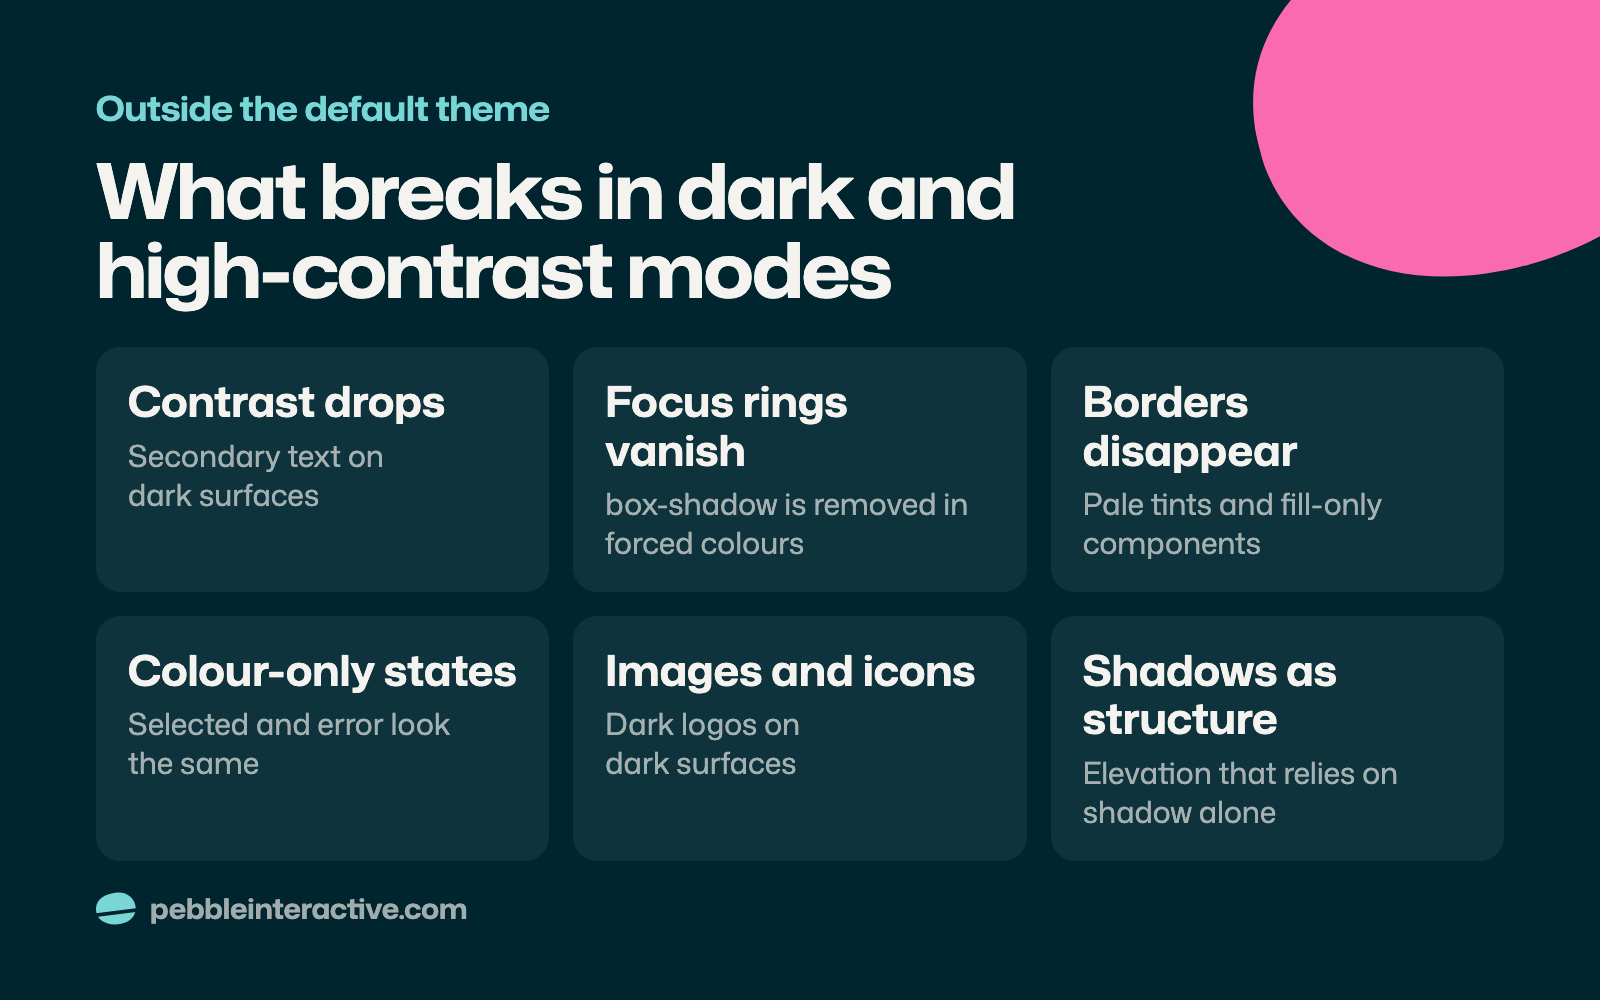 Outside the default theme
What breaks in dark and
high-contrast modes
Contrast drops
Secondary text on
dark surfaces
Focus rings
vanish
box-shadow is removed in
forced colours
Borders
disappear
Pale tints and fill-only
components
Colour-only states
Selected and error look
the same
Images and icons
Dark logos on
dark surfaces
Shadows as
structure
Elevation that relies on
shadow alone
pebbleinteractive.com